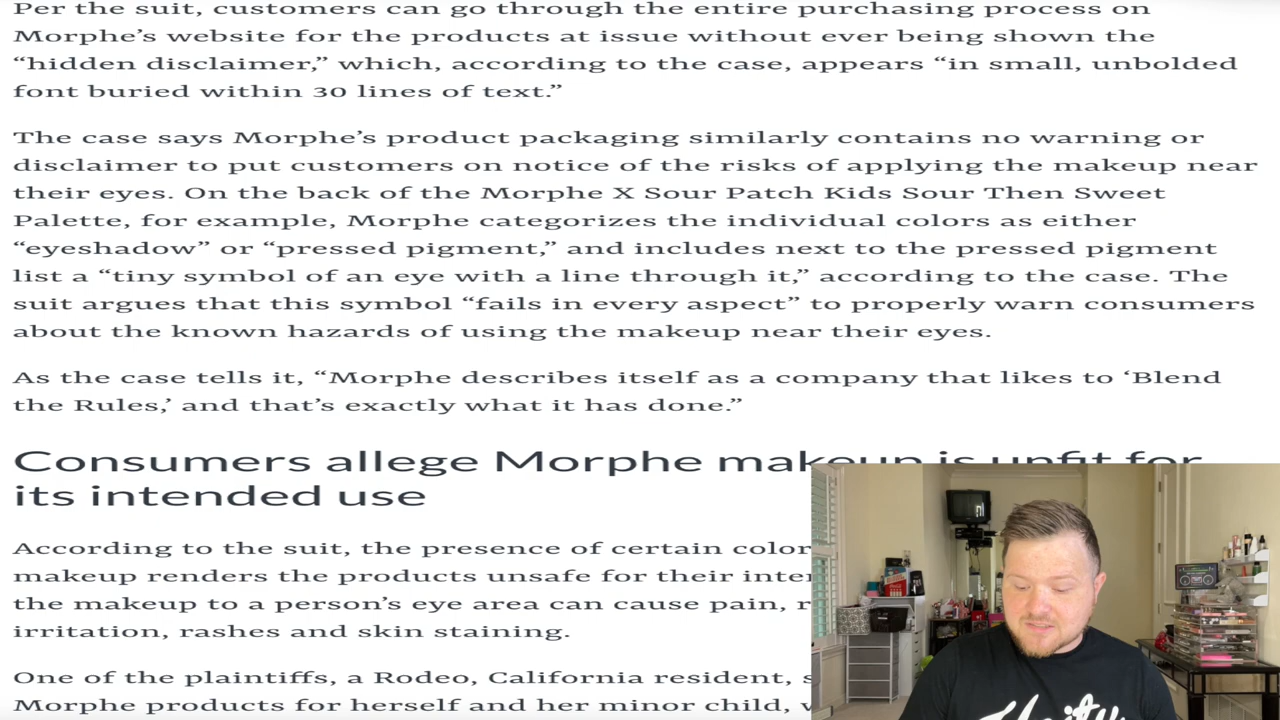 Per the suit, customers can go through the entire purchasing process on
Morphe’s website for the products at issue without ever being shown the
“hidden disclaimer,” which, according to the case, appears “in small, unbolded
font buried within 30 lines of text.”
The case says Morphe’s product packaging similarly contains no warning or
disclaimer to put customers on notice of the risks of applying the makeup near
their eyes. On the back of the Morphe X Sour Patch Kids Sour Then Sweet
Palette, for example, Morphe categorizes the individual colors as either
“eyeshadow” or “pressed pigment,” and includes next to the pressed pigment
list a “tiny symbol of an eye with a line through it,” according to the case. The
suit argues that this symbol “fails in every aspect” to properly warn consumers
about the known hazards of using the makeup near their eyes.
As the case tells it, “Morphe describes itself as a company that likes to ‘Blend
the Rules,’ and that’s exactly what it has done.”
Consumers allege Morphe makeup is unfit for
its intended use
According to the suit, the presence of certain color
makeup renders the products unsafe for their
the makeup to a person’s eye area can cause pain,
irritation, rashes and skin staining.
One of the plaintiffs, a Rodeo, California resident,
Morphe products for herself and her minor child,